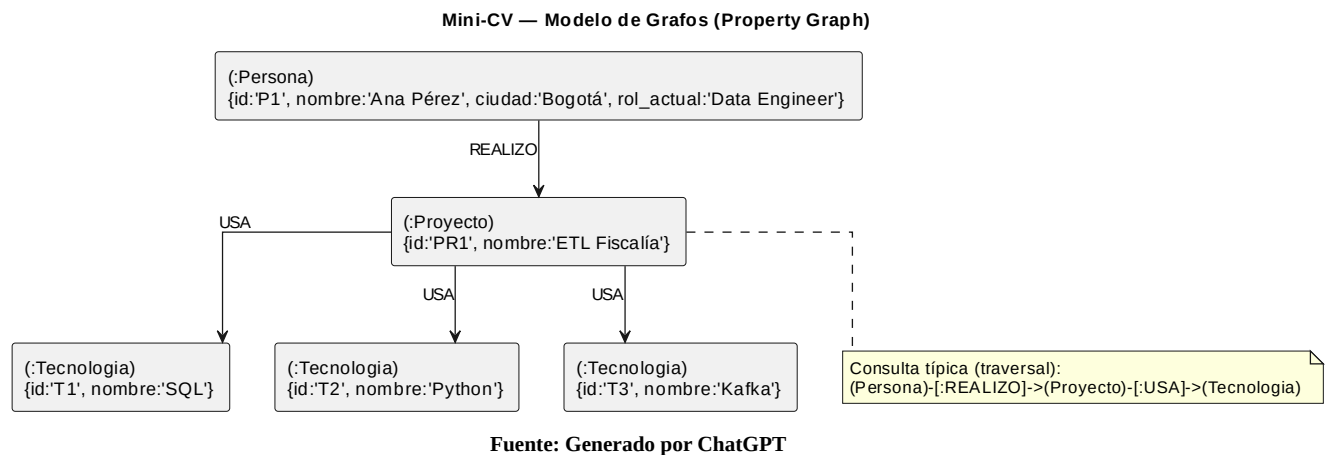 Mini-CV — Modelo de Grafos (Property Graph)
(:Persona)
{id:'P1', nombre:'Ana Pérez', ciudad:'Bogotá', rol_actual:'Data Engineer'}
REALIZO
(:Proyecto)
{id:'PR1', nombre:'ETL Fiscalía'}
USA
USA
USA
(:Tecnologia)
{id:'T1', nombre:'SQL'}
(:Tecnologia)
{id:'T2', nombre:'Python'}
(:Tecnologia)
{id:'T3', nombre:'Kafka'}
Consulta típica (traversal):
(Persona)-[:REALIZO]->(Proyecto)-[:USA]->(Tecnologia)
Fuente: Generado por ChatGPT